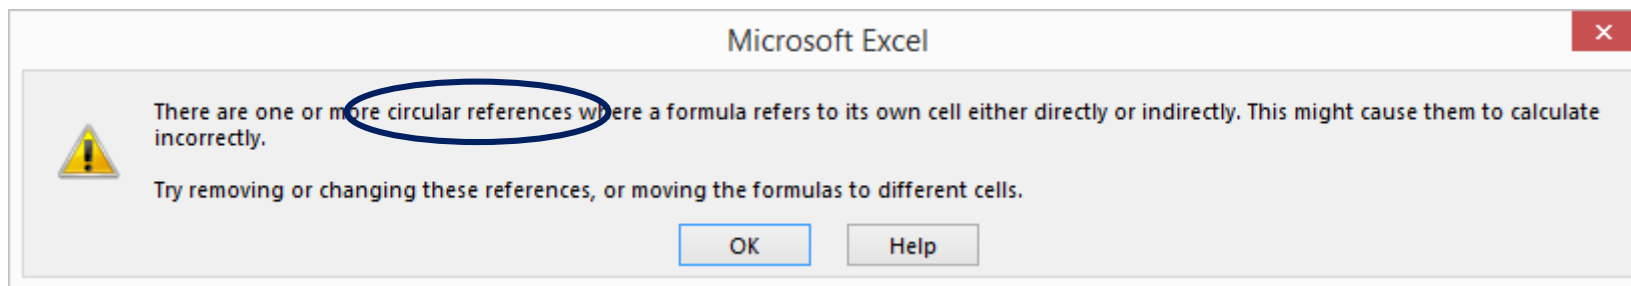 Microsoft Excel
There are one or more circular references where a formula refers to its own cell either directly or indirectly. This might cause them to calculate
incorrectly.
Try removing or changing these references, or moving the formulas to different cells.
OK Help